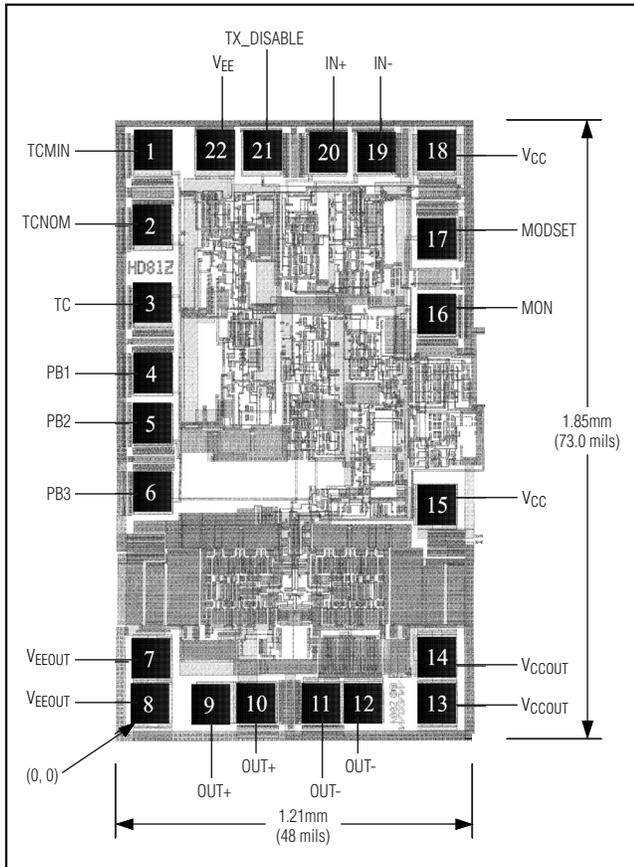 TX_DISABLE
VEE
IN+
IN-
TCMIN
1
22
21
20
19
18
VCC
TCNOM
2
17
MODSET
HD81Z
TC
3
16
MON
PB1
4
PB2
5
1.85mm
(73.0 mils)
PB3
6
15
VCC
VEEOUT
7
14
VCCOUT
VEEOUT
8
9
10
11
12
13
VCCOUT
(0, 0)
OUT+
OUT-
OUT+
OUT-
1.21mm
(48 mils)